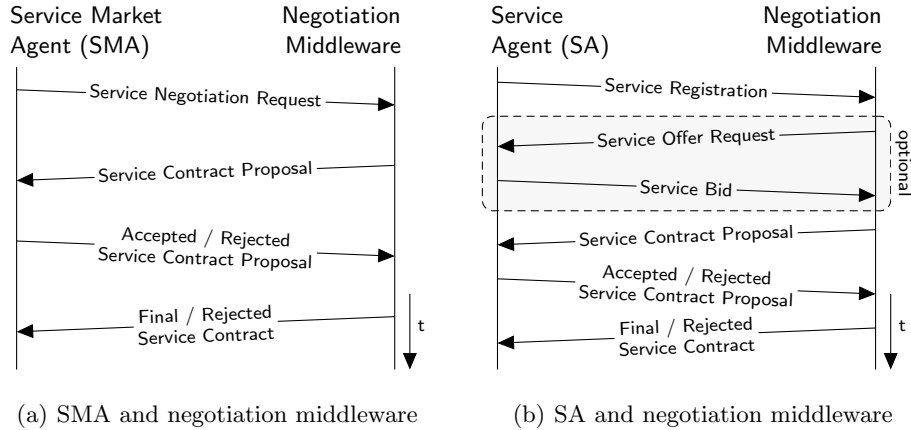 Service Market
Agent (SMA)
Negotiation
Middleware
Service Negotiation Request
Service Contract Proposal
Accepted / Rejected
Service Contract Proposal
Final / Rejected
Service Contract
t
(a) SMA and negotiation middleware
Service
Agent (SA)
Negotiation
Middleware
Service Registration
Service Offer Request
optional
Service Bid
Service Contract Proposal
Accepted / Rejected
Service Contract Proposal
Final / Rejected
Service Contract
t
(b) SA and negotiation middleware